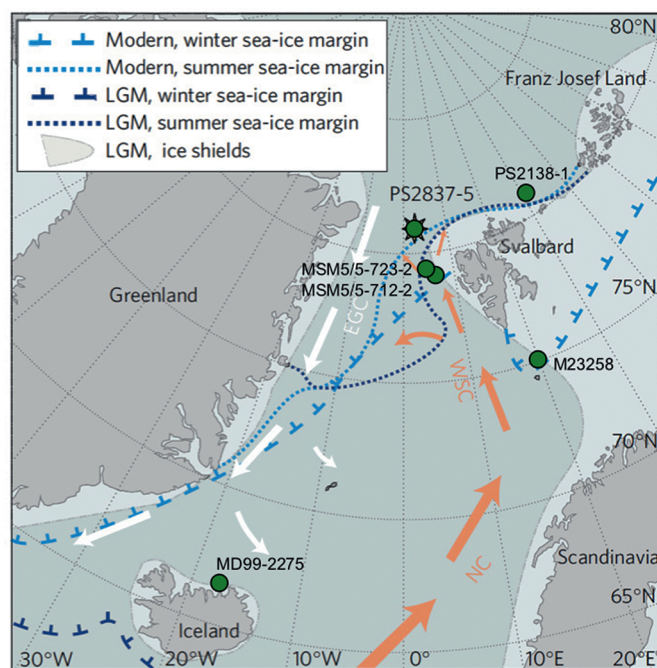 Modern, winter sea-ice margin
Modern, summer sea-ice margin
LGM, winter sea-ice margin
LGM, summer sea-ice margin
LGM, ice shields
80°N
Franz Josef Land
PS2138-1
PS2837-5
Svalbard
MSM5/5-723-2
MSM5/5-712-2
75°N
Greenland
EGC
WSC
M23258
70°N
MD99-2275
NC
Scandinavia
Iceland
65°N
30°W
20°W
10°W
0°
10°E
20°E